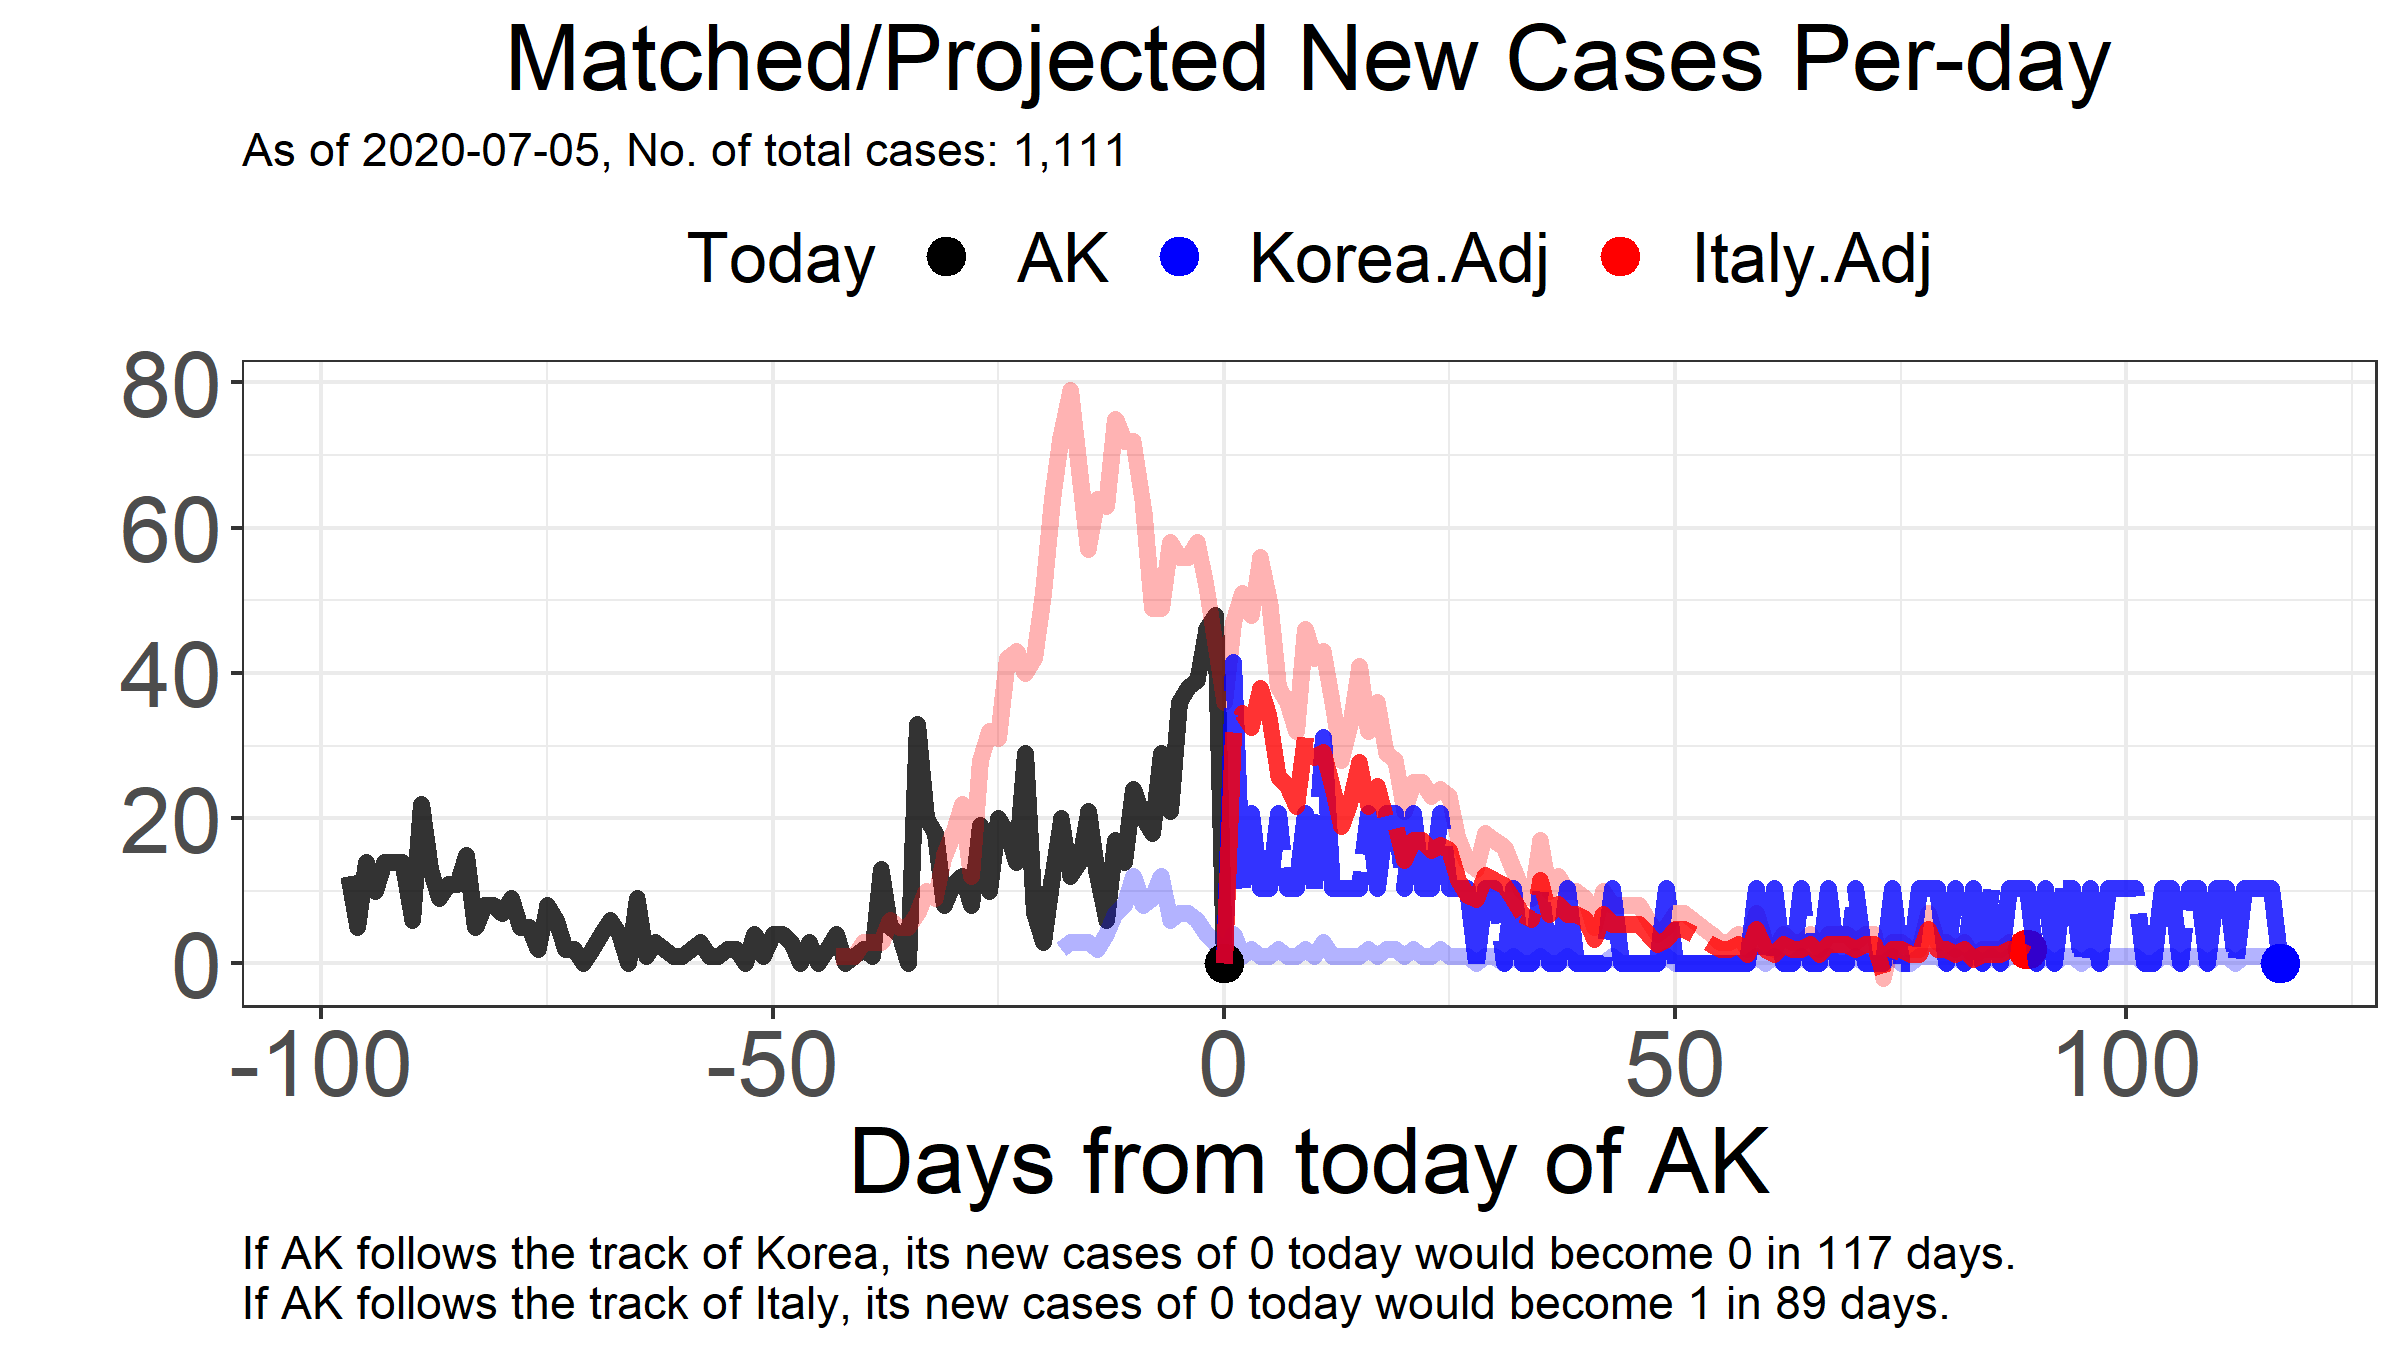 Matched/Projected New Cases Per-day
As of 2020-07-05, No. of total cases: 1,111
Today AK Korea.Adj Italy.Adj
80
60
40
20
0
-100 -50 0 50 100
Days from today of AK
If AK follows the track of Korea, its new cases of 0 today would become 0 in 117 days.
If AK follows the track of Italy, its new cases of 0 today would become 1 in 89 days.